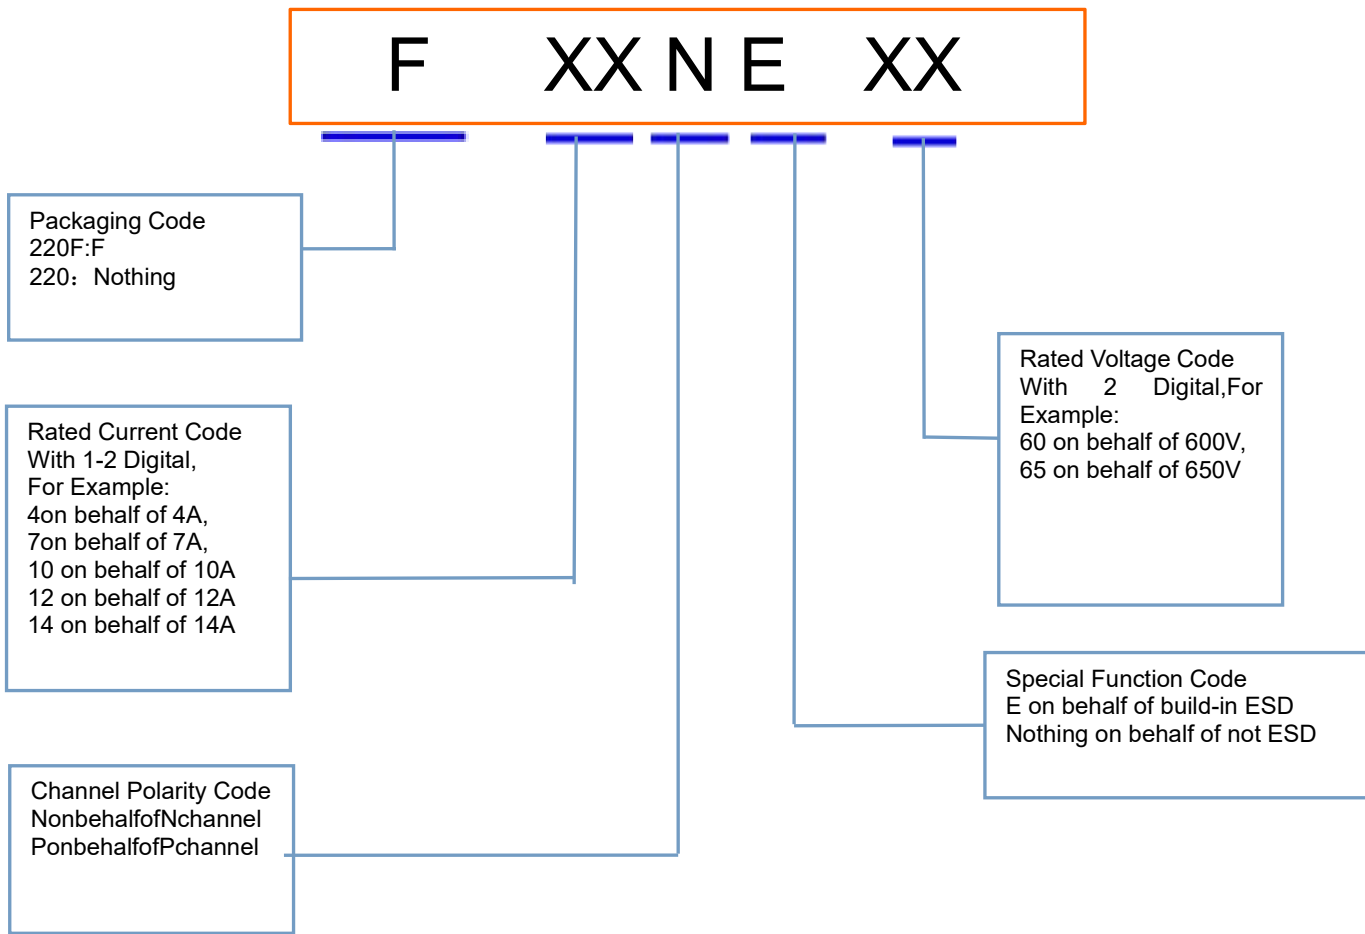 F XX N E XX
Packaging Code
220F:F
220：Nothing
Rated Current Code
With 1-2 Digital,
For Example:
4on behalf of 4A,
7on behalf of 7A,
10 on behalf of 10A
12 on behalf of 12A
14 on behalf of 14A
Channel Polarity Code
NonbehalfofNchannel
PonbehalfofPchannel
Rated Voltage Code
With 2 Digital,For
Example:
60 on behalf of 600V,
65 on behalf of 650V
Special Function Code
E on behalf of build-in ESD
Nothing on behalf of not ESD